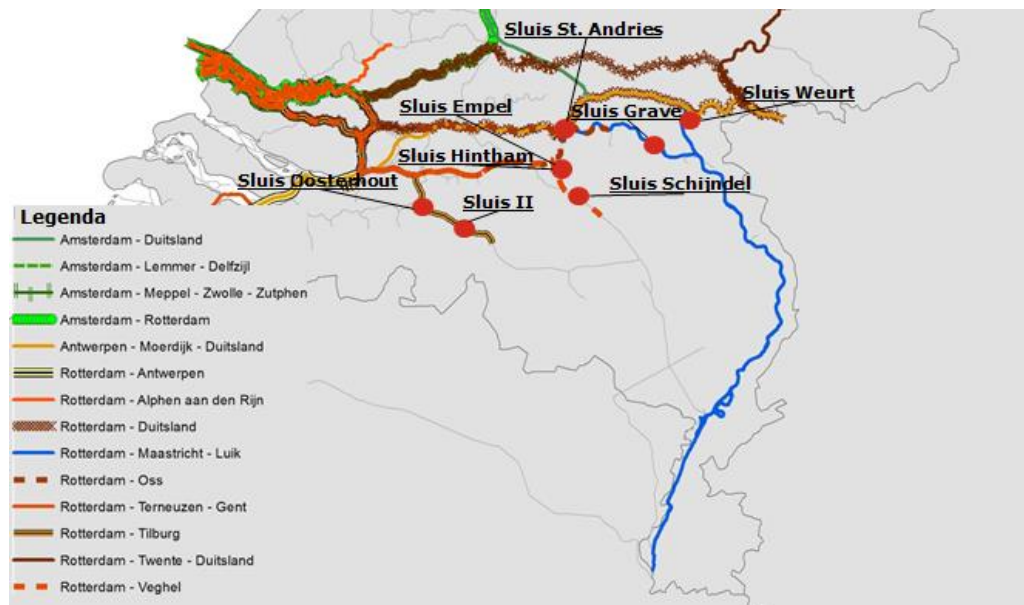 Sluis St. Andries
Sluis Weurt
Sluis Empel
Sluis Grave
Sluis Hintham
Sluis Oosterhout
Sluis Schijndel
Sluis II
Legenda
Amsterdam - Duitsland
Amsterdam - Lemmer - Delfzijl
Amsterdam - Meppel - Zwolle - Zutphen
Amsterdam - Rotterdam
Antwerpen - Moerdijk - Duitsland
Rotterdam - Antwerpen
Rotterdam - Alphen aan den Rijn
Rotterdam - Duitsland
Rotterdam - Maastricht - Luik
Rotterdam - Oss
Rotterdam - Terneuzen - Gent
Rotterdam - Tilburg
Rotterdam - Twente - Duitsland
Rotterdam - Veghel